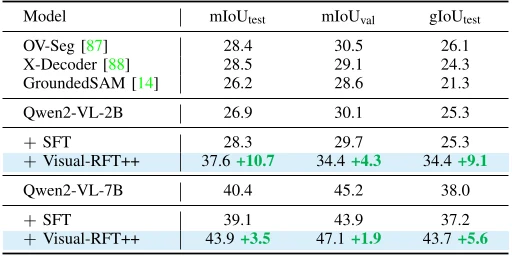 Model mIoUtest mIoUval gIoUtest
OV-Seg [87] 28.4 30.5 26.1
X-Decoder [88] 28.5 29.1 24.3
GroundedSAM [14] 26.2 28.6 21.3
Qwen2-VL-2B 26.9 30.1 25.3
+ SFT 28.3 29.7 25.3
+ Visual-RFT++ 37.6 +10.7 34.4 +4.3 34.4 +9.1
Qwen2-VL-7B 40.4 45.2 38.0
+ SFT 39.1 43.9 37.2
+ Visual-RFT++ 43.9 +3.5 47.1 +1.9 43.7 +5.6